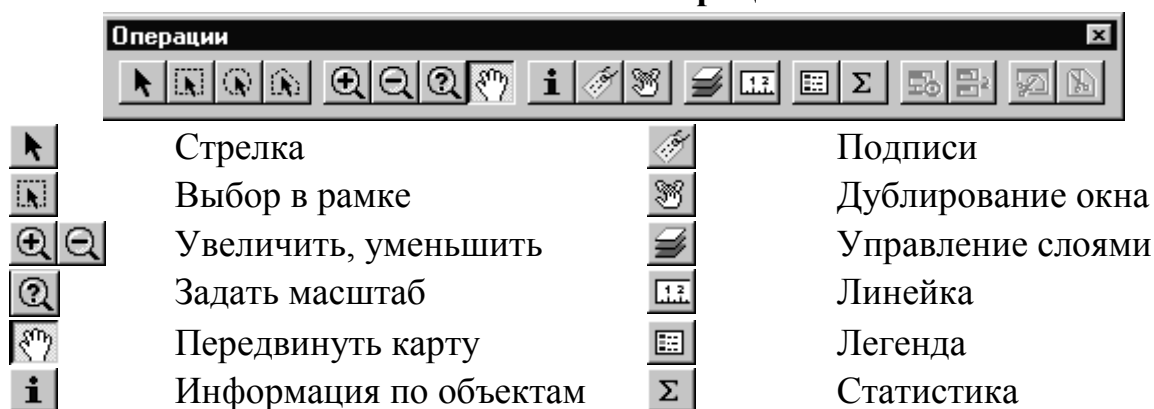 Операции
Стрелка
Подписи
Выбор в рамке
Дублирование окна
Увеличить, уменьшить
Управление слоями
Задать масштаб
Линейка
Передвинуть карту
Легенда
Информация по объектам
Статистика